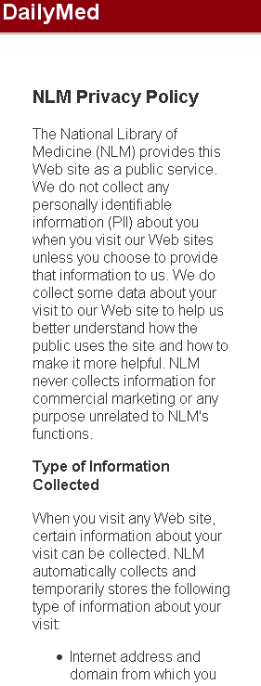 DailyMed
NLM Privacy Policy
The National Library of
Medicine (NLM) provides this
Web site as a public service.
We do not collect any
personally identifiable
information (PII) about you
when you visit our Web sites
unless you choose to provide
that information to us. We do
collect some data about your
visit to our Web site to help us
better understand how the
public uses the site and how to
make it more helpful. NLM
never collects information for
commercial marketing or any
purpose unrelated to NLM's
functions.
Type of Information
Collected
When you visit any Web site,
certain information about your
visit can be collected. NLM
automatically collects and
temporarily stores the following
type of information about your
visit:
• Internet address and
domain from which you